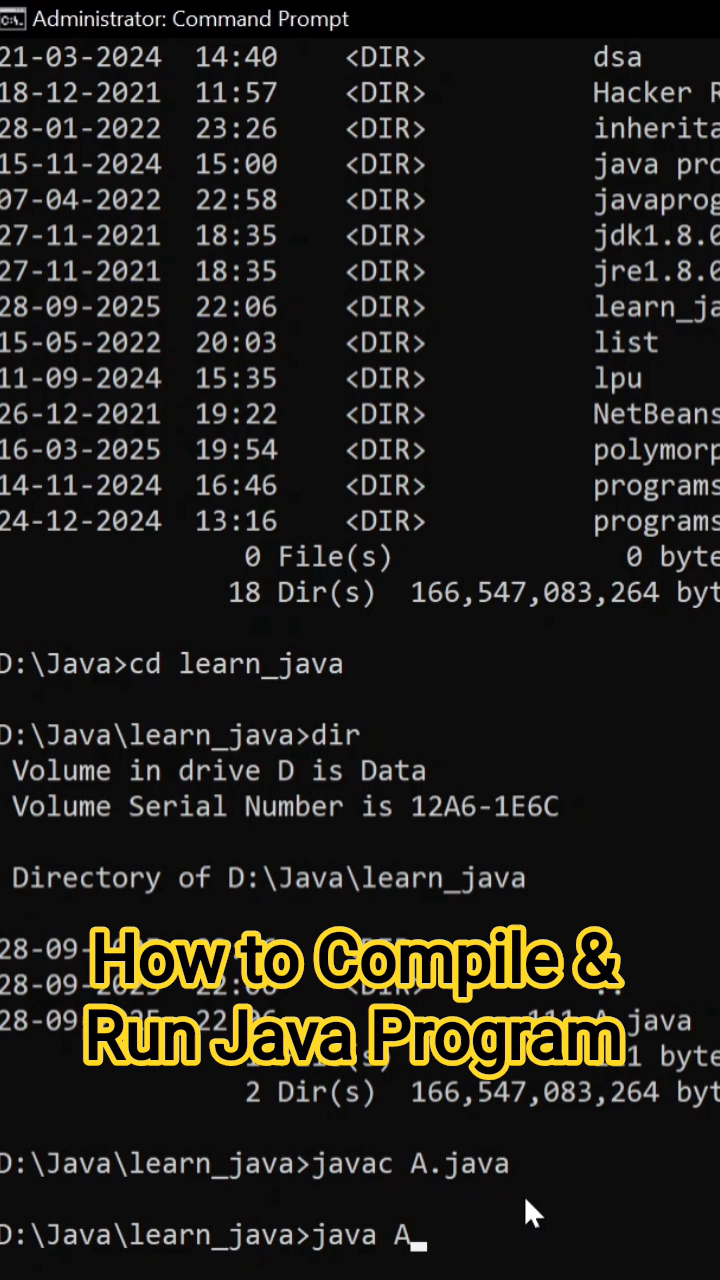 Administrator: Command Prompt
21-03-2024 14:40 <DIR> dsa
18-12-2021 11:57 <DIR> Hacker R
28-01-2022 23:26 <DIR> inherita
15-11-2024 15:00 <DIR> java pro
07-04-2022 22:58 <DIR> javaprog
27-11-2021 18:35 <DIR> jdk1.8.0
27-11-2021 18:35 <DIR> jre1.8.0
28-09-2025 22:06 <DIR> learn_ja
15-05-2022 20:03 <DIR> list
11-09-2024 15:35 <DIR> lpu
26-12-2021 19:22 <DIR> NetBeans
16-03-2025 19:54 <DIR> polymorp
14-11-2024 16:46 <DIR> programs
24-12-2024 13:16 <DIR> programs
0 File(s) 0 byte
18 Dir(s) 166,547,083,264 byt
D:\Java>cd learn_java
D:\Java\learn_java>dir
Volume in drive D is Data
Volume Serial Number is 12A6-1E6C
Directory of D:\Java\learn_java
28-09
How to Compile &
28-09
28-09 A.java
Run Java Program
byte
2 Dir(s) 166,547,083,264 byt
D:\Java\learn_java>javac A.java
D:\Java\learn_java>java A